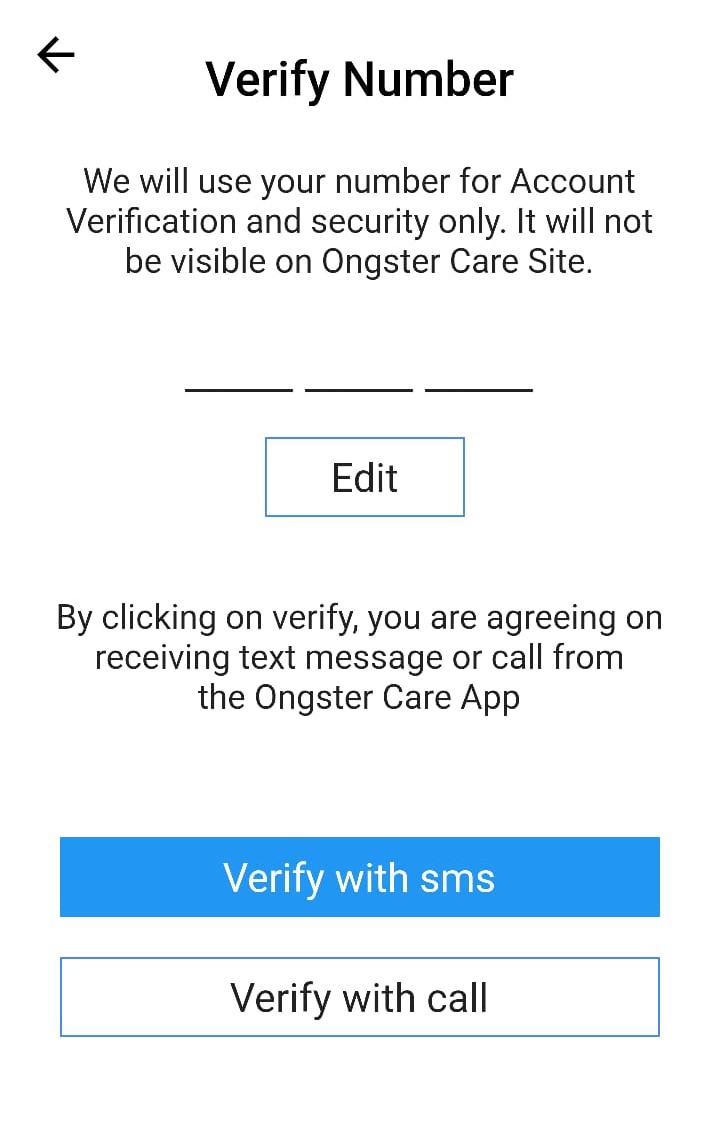 Verify Number
We will use your number for Account
Verification and security only. It will not
be visible on Ongster Care Site.
Edit
By clicking on verify, you are agreeing on
receiving text message or call from
the Ongster Care App
Verify with sms
Verify with call